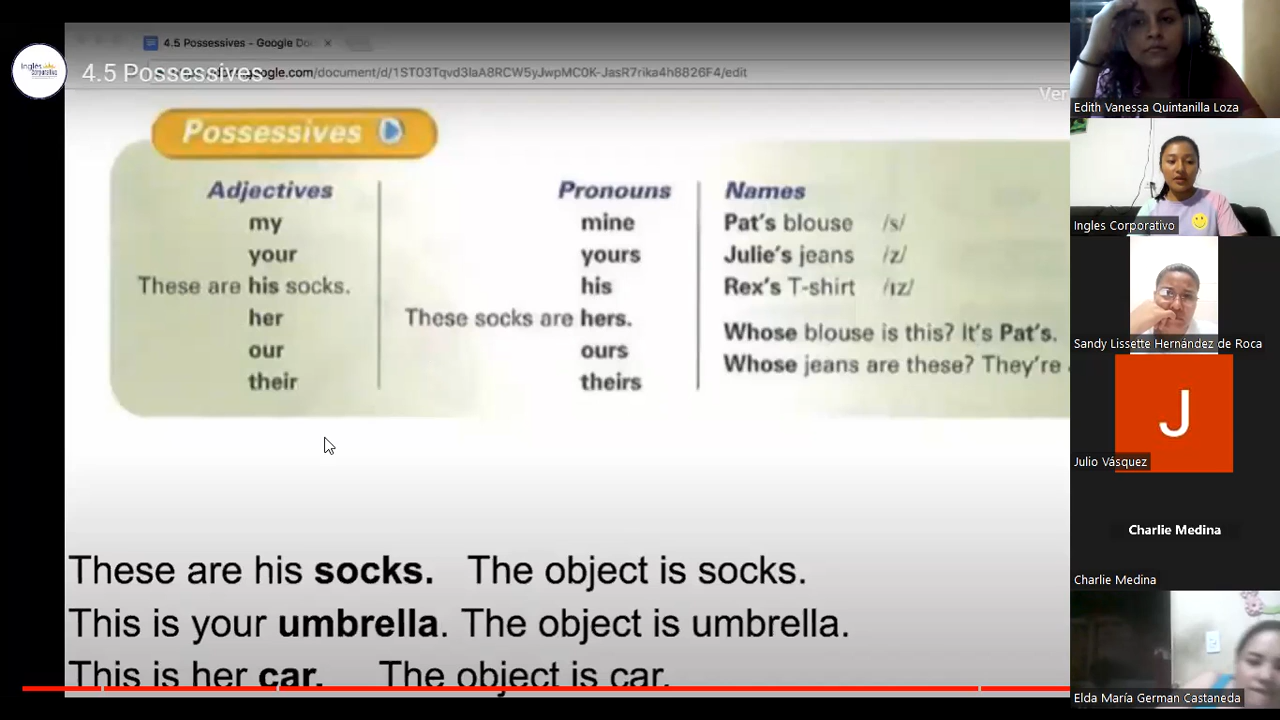 4.5 Possessives - Google Do
4.5 Possessives
google.com/document/d/1ST03Tqvd3laA8RCW5yJwpMC0K-JasR7rika4h8826F4/edit
Ver
Inglés
Corporativo
Possessives
Adjectives
my
your
These are his socks.
her
our
their
Pronouns
mine
yours
his
These socks are hers.
ours
theirs
Names
Pat's blouse /s/
Julie's jeans /z/
Rex's T-shirt /ɪz/
Whose blouse is this? It's Pat's.
Whose jeans are these? They're
These are his socks. The object is socks.
This is your umbrella. The object is umbrella.
This is her car. The object is car.
Edith Vanessa Quintanilla Loza
Ingles Corporativo
Sandy Lissette Hernández de Roca
J
Julio Vásquez
Charlie Medina
Charlie Medina
Elda María German Castaneda